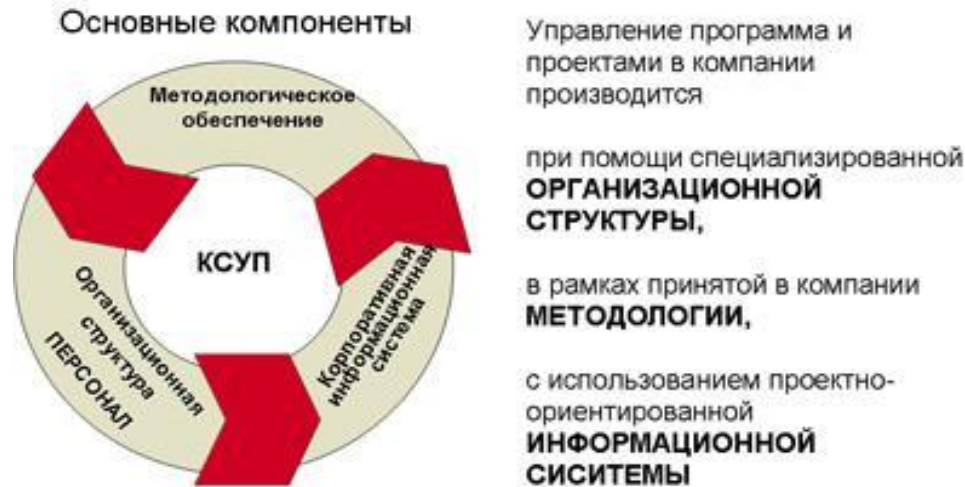 Основные компоненты
Методологическое
обеспечение
КСУП
Организационная
структура
ПЕРСОНАЛ
Корпоративная
информационная
система
Управление программа и
проектами в компании
производится
при помощи специализированной
ОРГАНИЗАЦИОННОЙ
СТРУКТУРЫ,
в рамках принятой в компании
МЕТОДОЛОГИИ,
с использованием проектно-
ориентированной
ИНФОРМАЦИОННОЙ
СИСИТЕМЫ